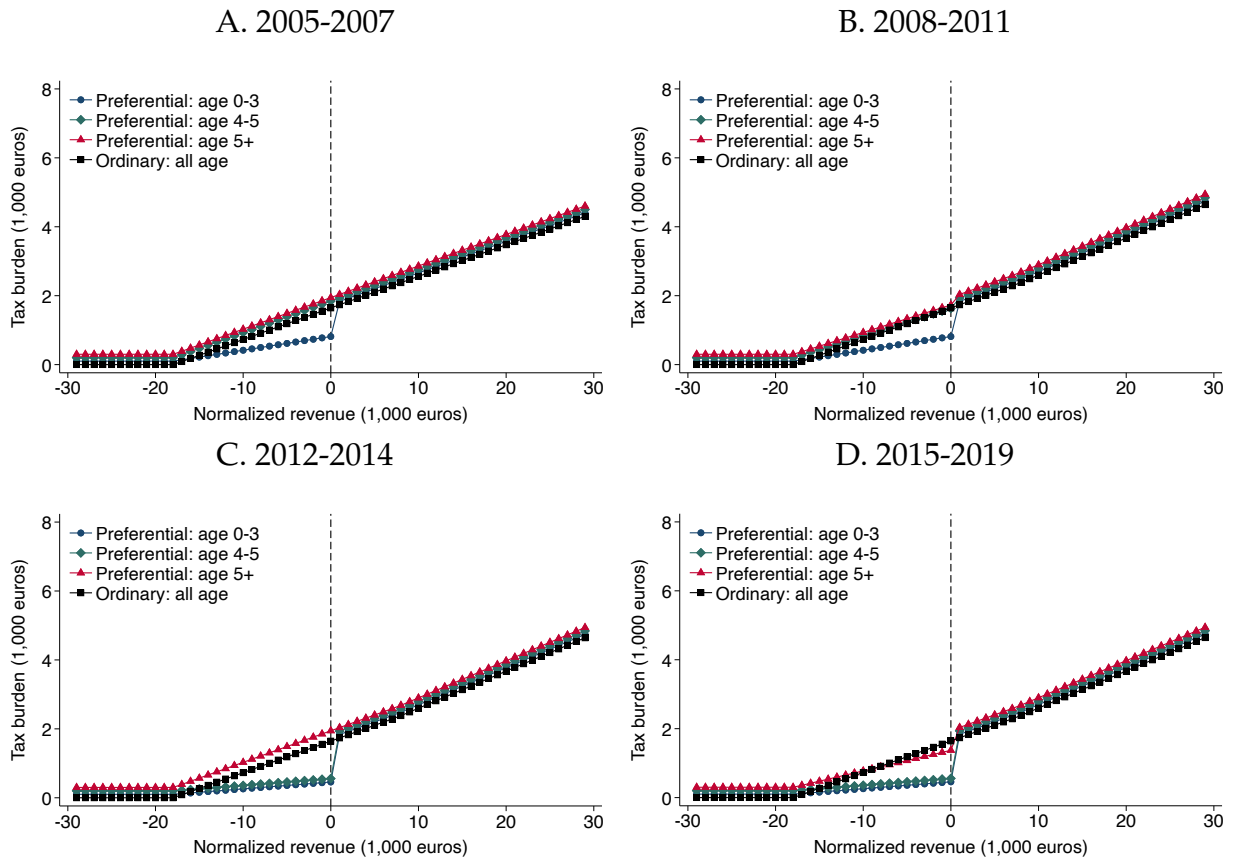 A. 2005-2007
Tax burden (1,000 euros)
8
6
4
2
0
Preferential: age 0-3
Preferential: age 4-5
Preferential: age 5+
Ordinary: all age
-30 -20 -10 0 10 20 30
Normalized revenue (1,000 euros)
B. 2008-2011
Tax burden (1,000 euros)
8
6
4
2
0
Preferential: age 0-3
Preferential: age 4-5
Preferential: age 5+
Ordinary: all age
-30 -20 -10 0 10 20 30
Normalized revenue (1,000 euros)
C. 2012-2014
Tax burden (1,000 euros)
8
6
4
2
0
Preferential: age 0-3
Preferential: age 4-5
Preferential: age 5+
Ordinary: all age
-30 -20 -10 0 10 20 30
Normalized revenue (1,000 euros)
D. 2015-2019
Tax burden (1,000 euros)
8
6
4
2
0
Preferential: age 0-3
Preferential: age 4-5
Preferential: age 5+
Ordinary: all age
-30 -20 -10 0 10 20 30
Normalized revenue (1,000 euros)